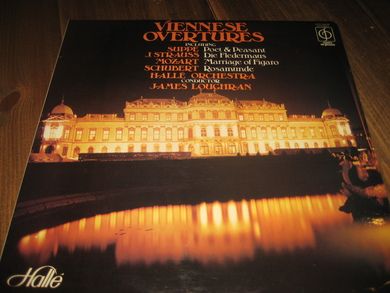 VIENNESE
OVERTURES
INCLUDING
SUPPÉ Poet & Peasant
J STRAUSS Die Fledermaus
MOZART Marriage of Figaro
SCHUBERT Rosamunde
HALLÉ ORCHESTRA
CONDUCTOR
JAMES LOUGHRAN
Hallé